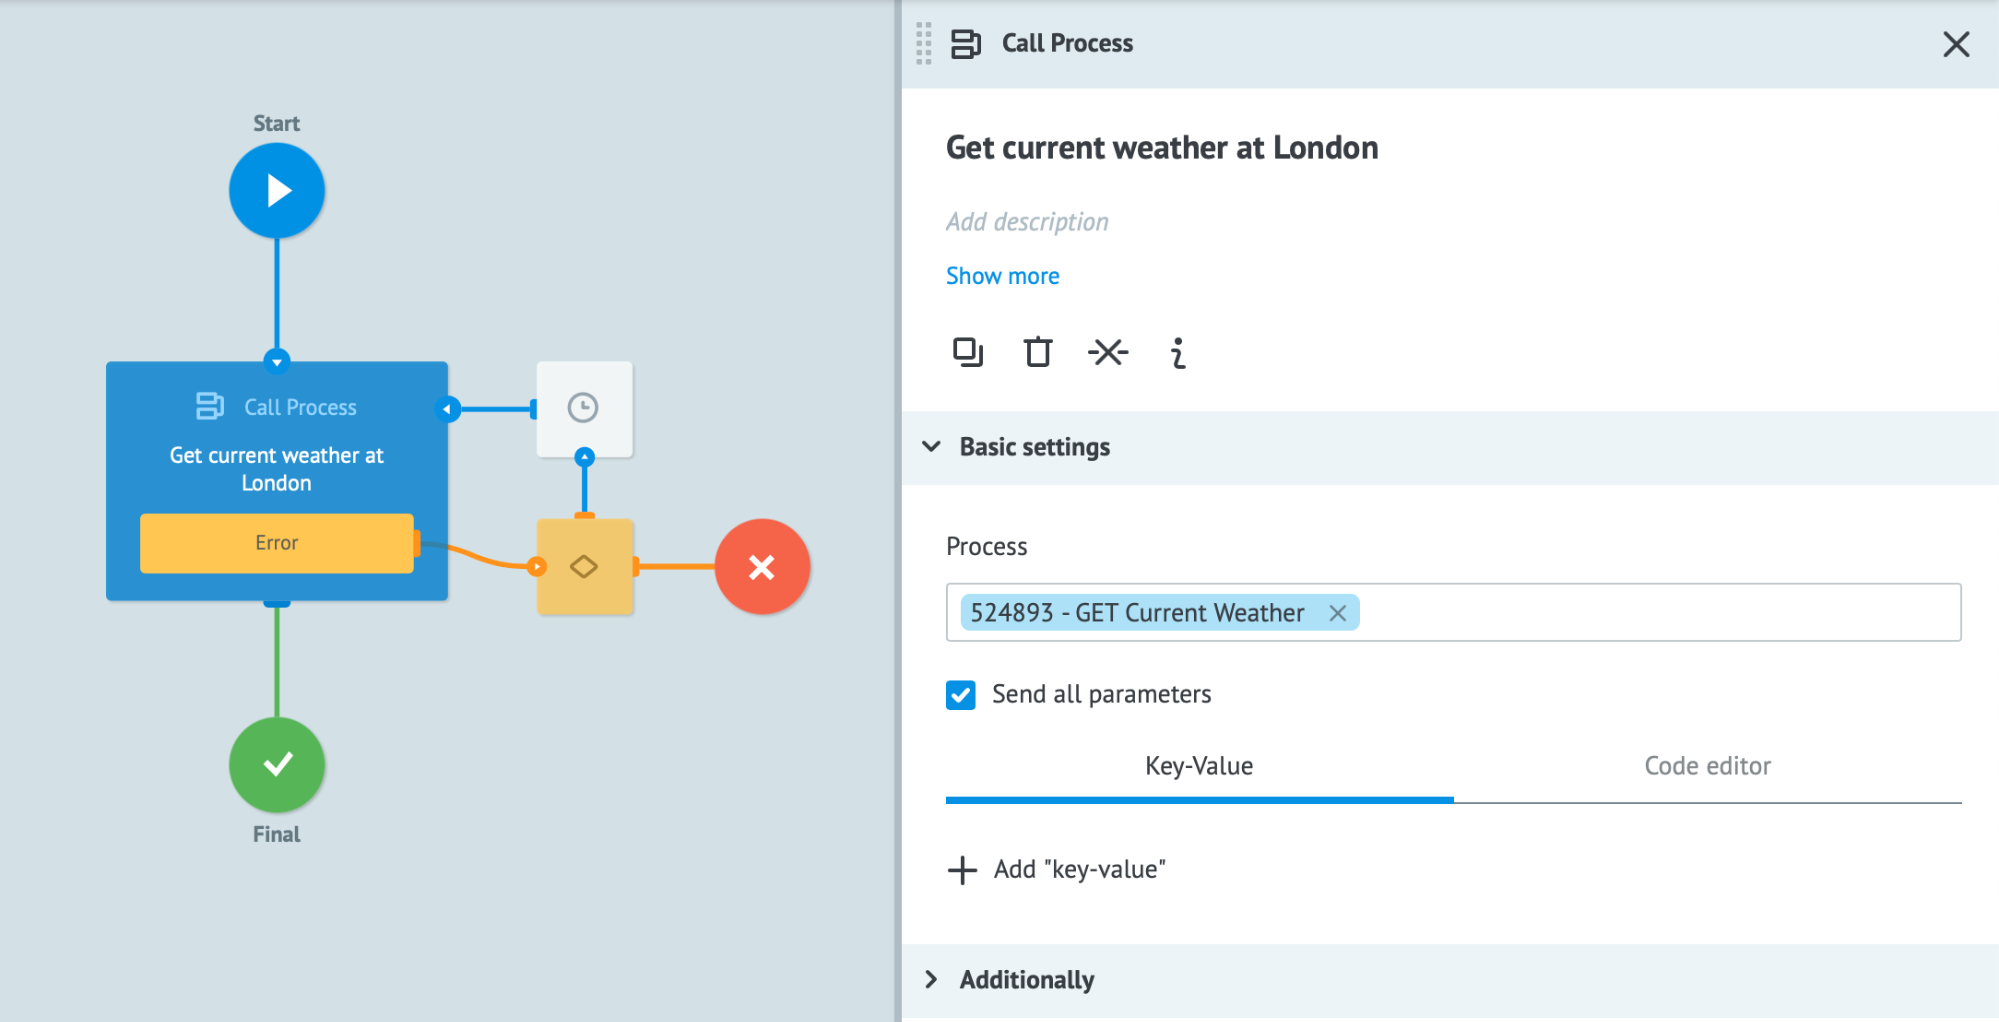 Start
Call Process
Get current weather at
London
Error
Final
Call Process
Get current weather at London
Add description
Show more
Basic settings
Process
524893 - GET Current Weather
Send all parameters
Key-Value
Code editor
Add "key-value"
Additionally